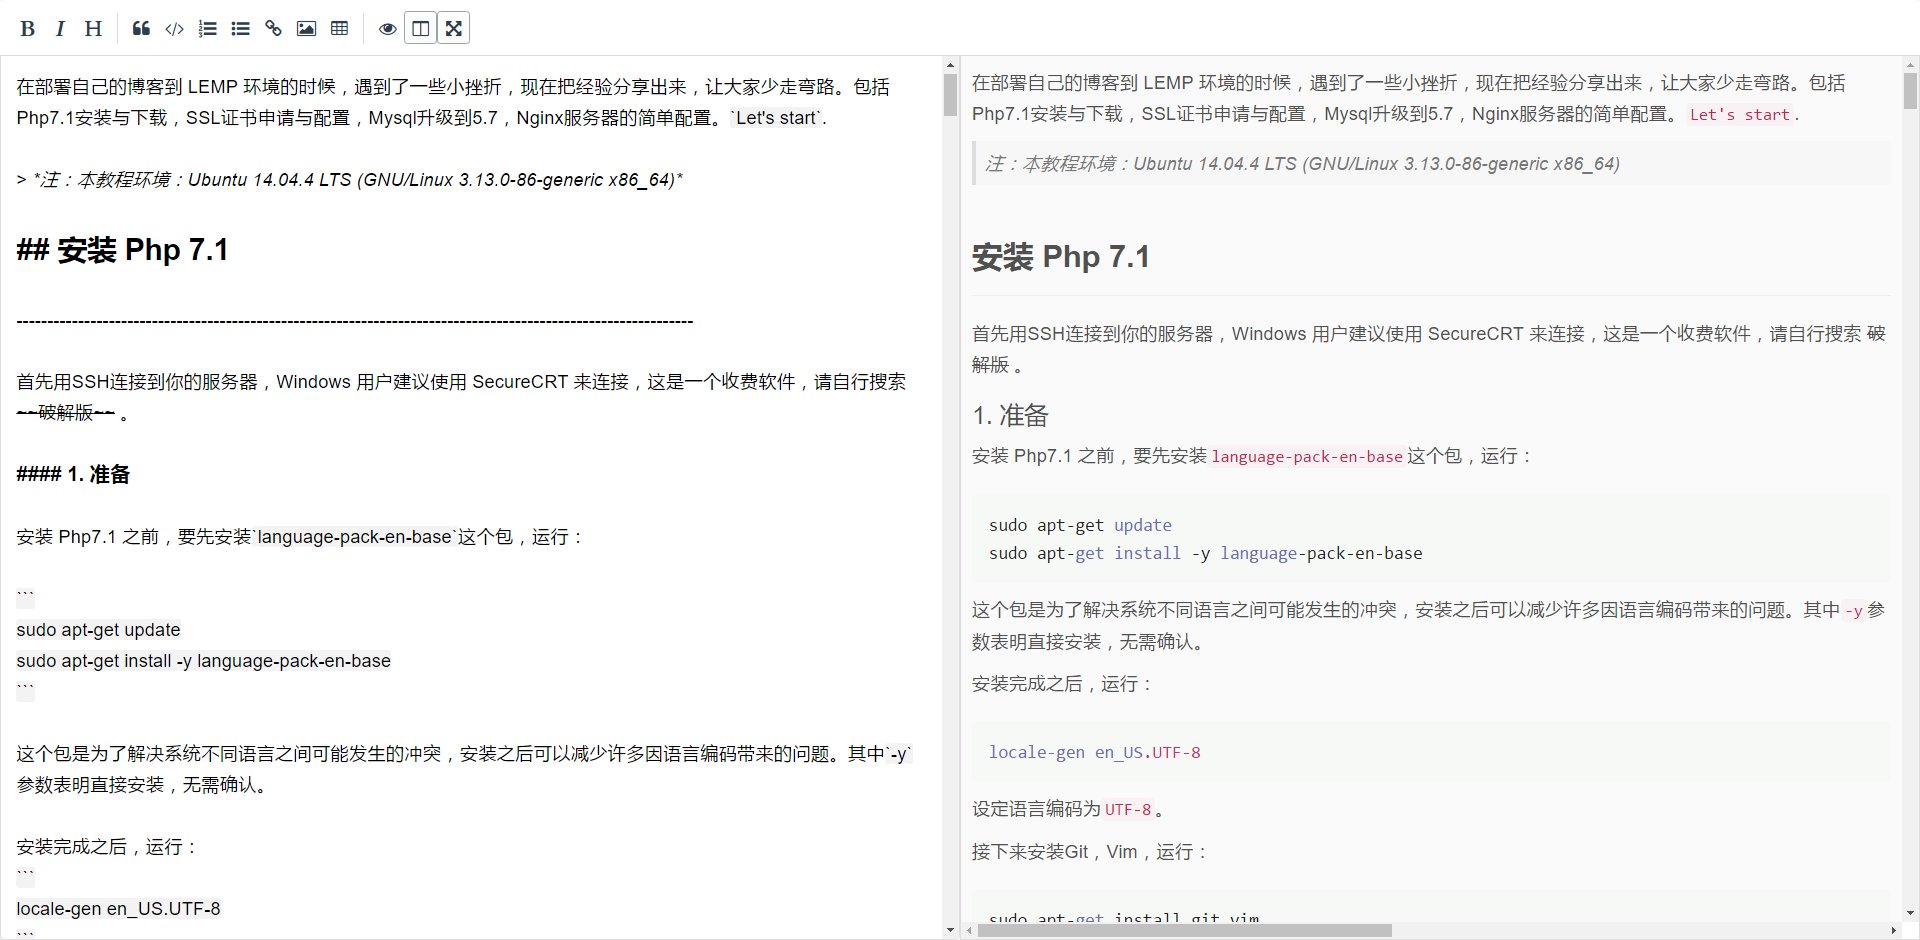 B I H
在部署自己的博客到 LEMP 环境的时候，遇到了一些小挫折，现在把经验分享出来，让大家少走弯路。包括
Php7.1安装与下载，SSL证书申请与配置，Mysql升级到5.7，Nginx服务器的简单配置。`Let's start`.
> *注：本教程环境：Ubuntu 14.04.4 LTS (GNU/Linux 3.13.0-86-generic x86_64)*
## 安装 Php 7.1
--------------------------------------------------------------------------------------------------------------
首先用SSH连接到你的服务器，Windows 用户建议使用 SecureCRT 来连接，这是一个收费软件，请自行搜索
~~破解版~~ 。
#### 1. 准备
安装 Php7.1 之前，要先安装`language-pack-en-base`这个包，运行：
```
sudo apt-get update
sudo apt-get install -y language-pack-en-base
```
这个包是为了解决系统不同语言之间可能发生的冲突，安装之后可以减少许多因语言编码带来的问题。其中`-y`
参数表明直接安装，无需确认。
安装完成之后，运行：
```
locale-gen en_US.UTF-8
```
在部署自己的博客到 LEMP 环境的时候，遇到了一些小挫折，现在把经验分享出来，让大家少走弯路。包括
Php7.1安装与下载，SSL证书申请与配置，Mysql升级到5.7，Nginx服务器的简单配置。 Let's start .
注：本教程环境：Ubuntu 14.04.4 LTS (GNU/Linux 3.13.0-86-generic x86_64)
安装 Php 7.1
首先用SSH连接到你的服务器，Windows 用户建议使用 SecureCRT 来连接，这是一个收费软件，请自行搜索 破
解版 。
1. 准备
安装 Php7.1 之前，要先安装 language-pack-en-base 这个包，运行：
sudo apt-get update
sudo apt-get install -y language-pack-en-base
这个包是为了解决系统不同语言之间可能发生的冲突，安装之后可以减少许多因语言编码带来的问题。其中 -y 参
数表明直接安装，无需确认。
安装完成之后，运行：
locale-gen en_US.UTF-8
设定语言编码为 UTF-8 。
接下来安装Git，Vim，运行：
sudo apt-get install git vim